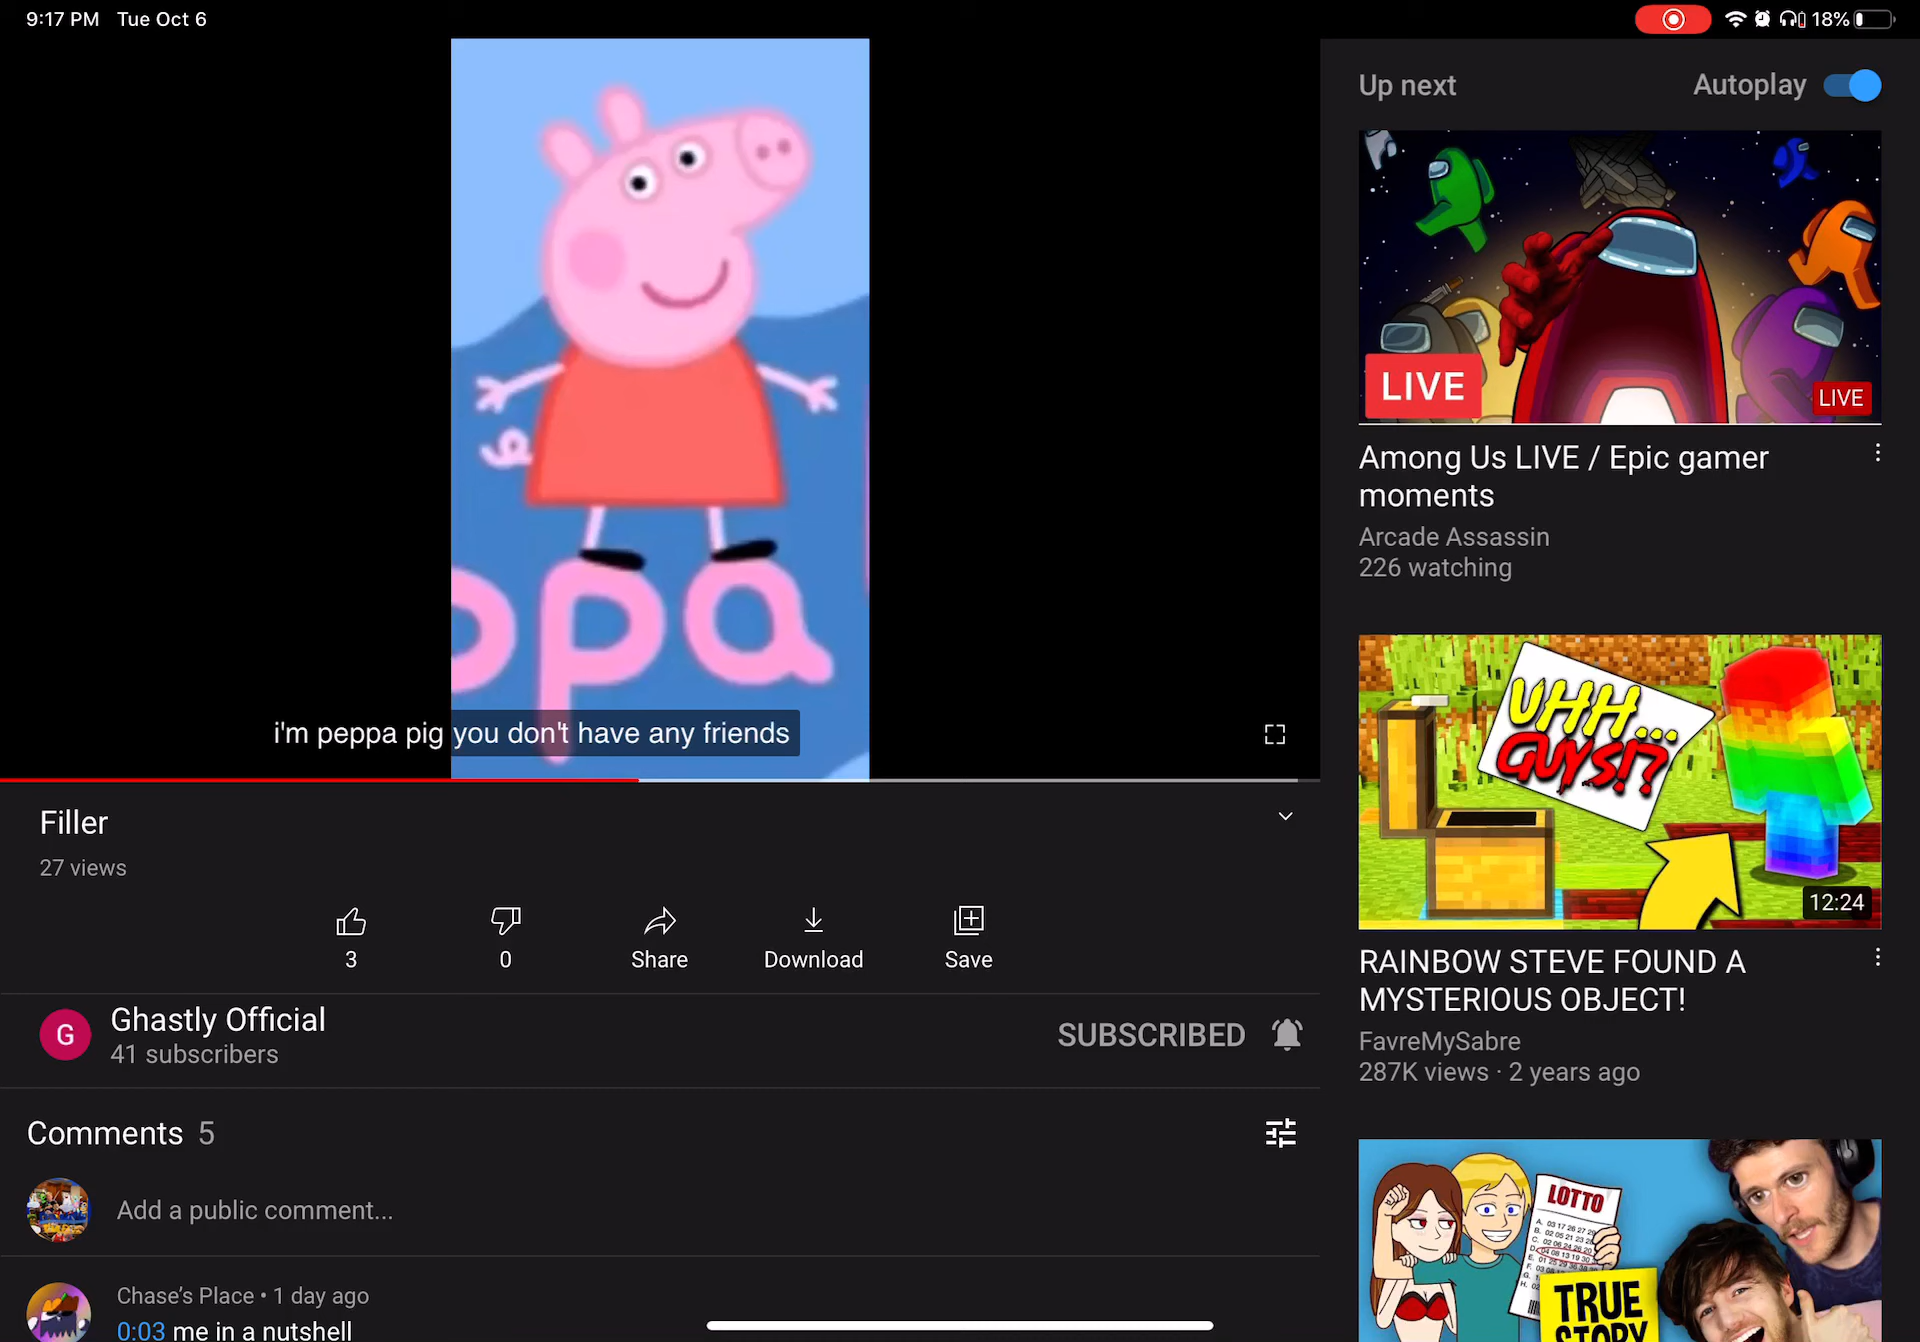 9:17 PM Tue Oct 6
18%
ppa
i'm peppa pig you don't have any friends
Filler
27 views
3
0
Share
Download
Save
G
Ghastly Official
41 subscribers
SUBSCRIBED
Comments 5
Add a public comment...
Chase's Place • 1 day ago
0:03 me in a nutshell
Up next
Autoplay
LIVE
LIVE
Among Us LIVE / Epic gamer
moments
Arcade Assassin
226 watching
UHH...
GUYS!?
12:24
RAINBOW STEVE FOUND A
MYSTERIOUS OBJECT!
FavreMySabre
287K views · 2 years ago
LOTTO
TRUE
STORY